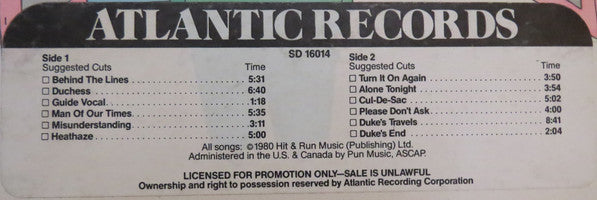 ATLANTIC RECORDS
SD 16014
Side 1
Suggested Cuts Time
☐ Behind The Lines 5:31
☐ Duchess 6:40
☐ Guide Vocal 1:18
☐ Man Of Our Times 5:35
☐ Misunderstanding 3:11
☐ Heathaze 5:00
Side 2
Suggested Cuts Time
☐ Turn It On Again 3:50
☐ Alone Tonight 3:54
☐ Cul-De-Sac 5:02
☐ Please Don't Ask 4:00
☐ Duke's Travels 8:41
☐ Duke's End 2:04
All songs: ©1980 Hit & Run Music (Publishing) Ltd.
Administered in the U.S. & Canada by Pun Music, ASCAP.
LICENSED FOR PROMOTION ONLY—SALE IS UNLAWFUL
Ownership and right to possession reserved by Atlantic Recording Corporation